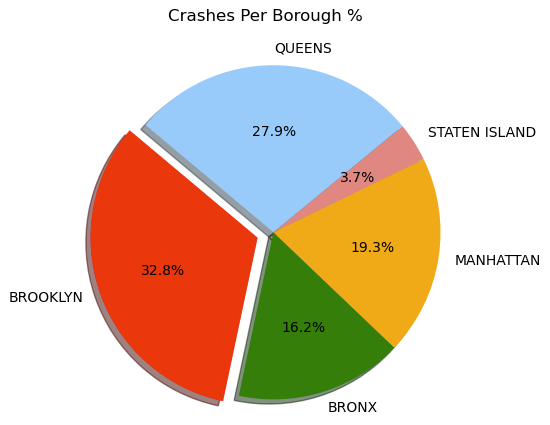 Crashes Per Borough %
QUEENS
27.9%
STATEN ISLAND
3.7%
19.3%
MANHATTAN
32.8%
BROOKLYN
16.2%
BRONX